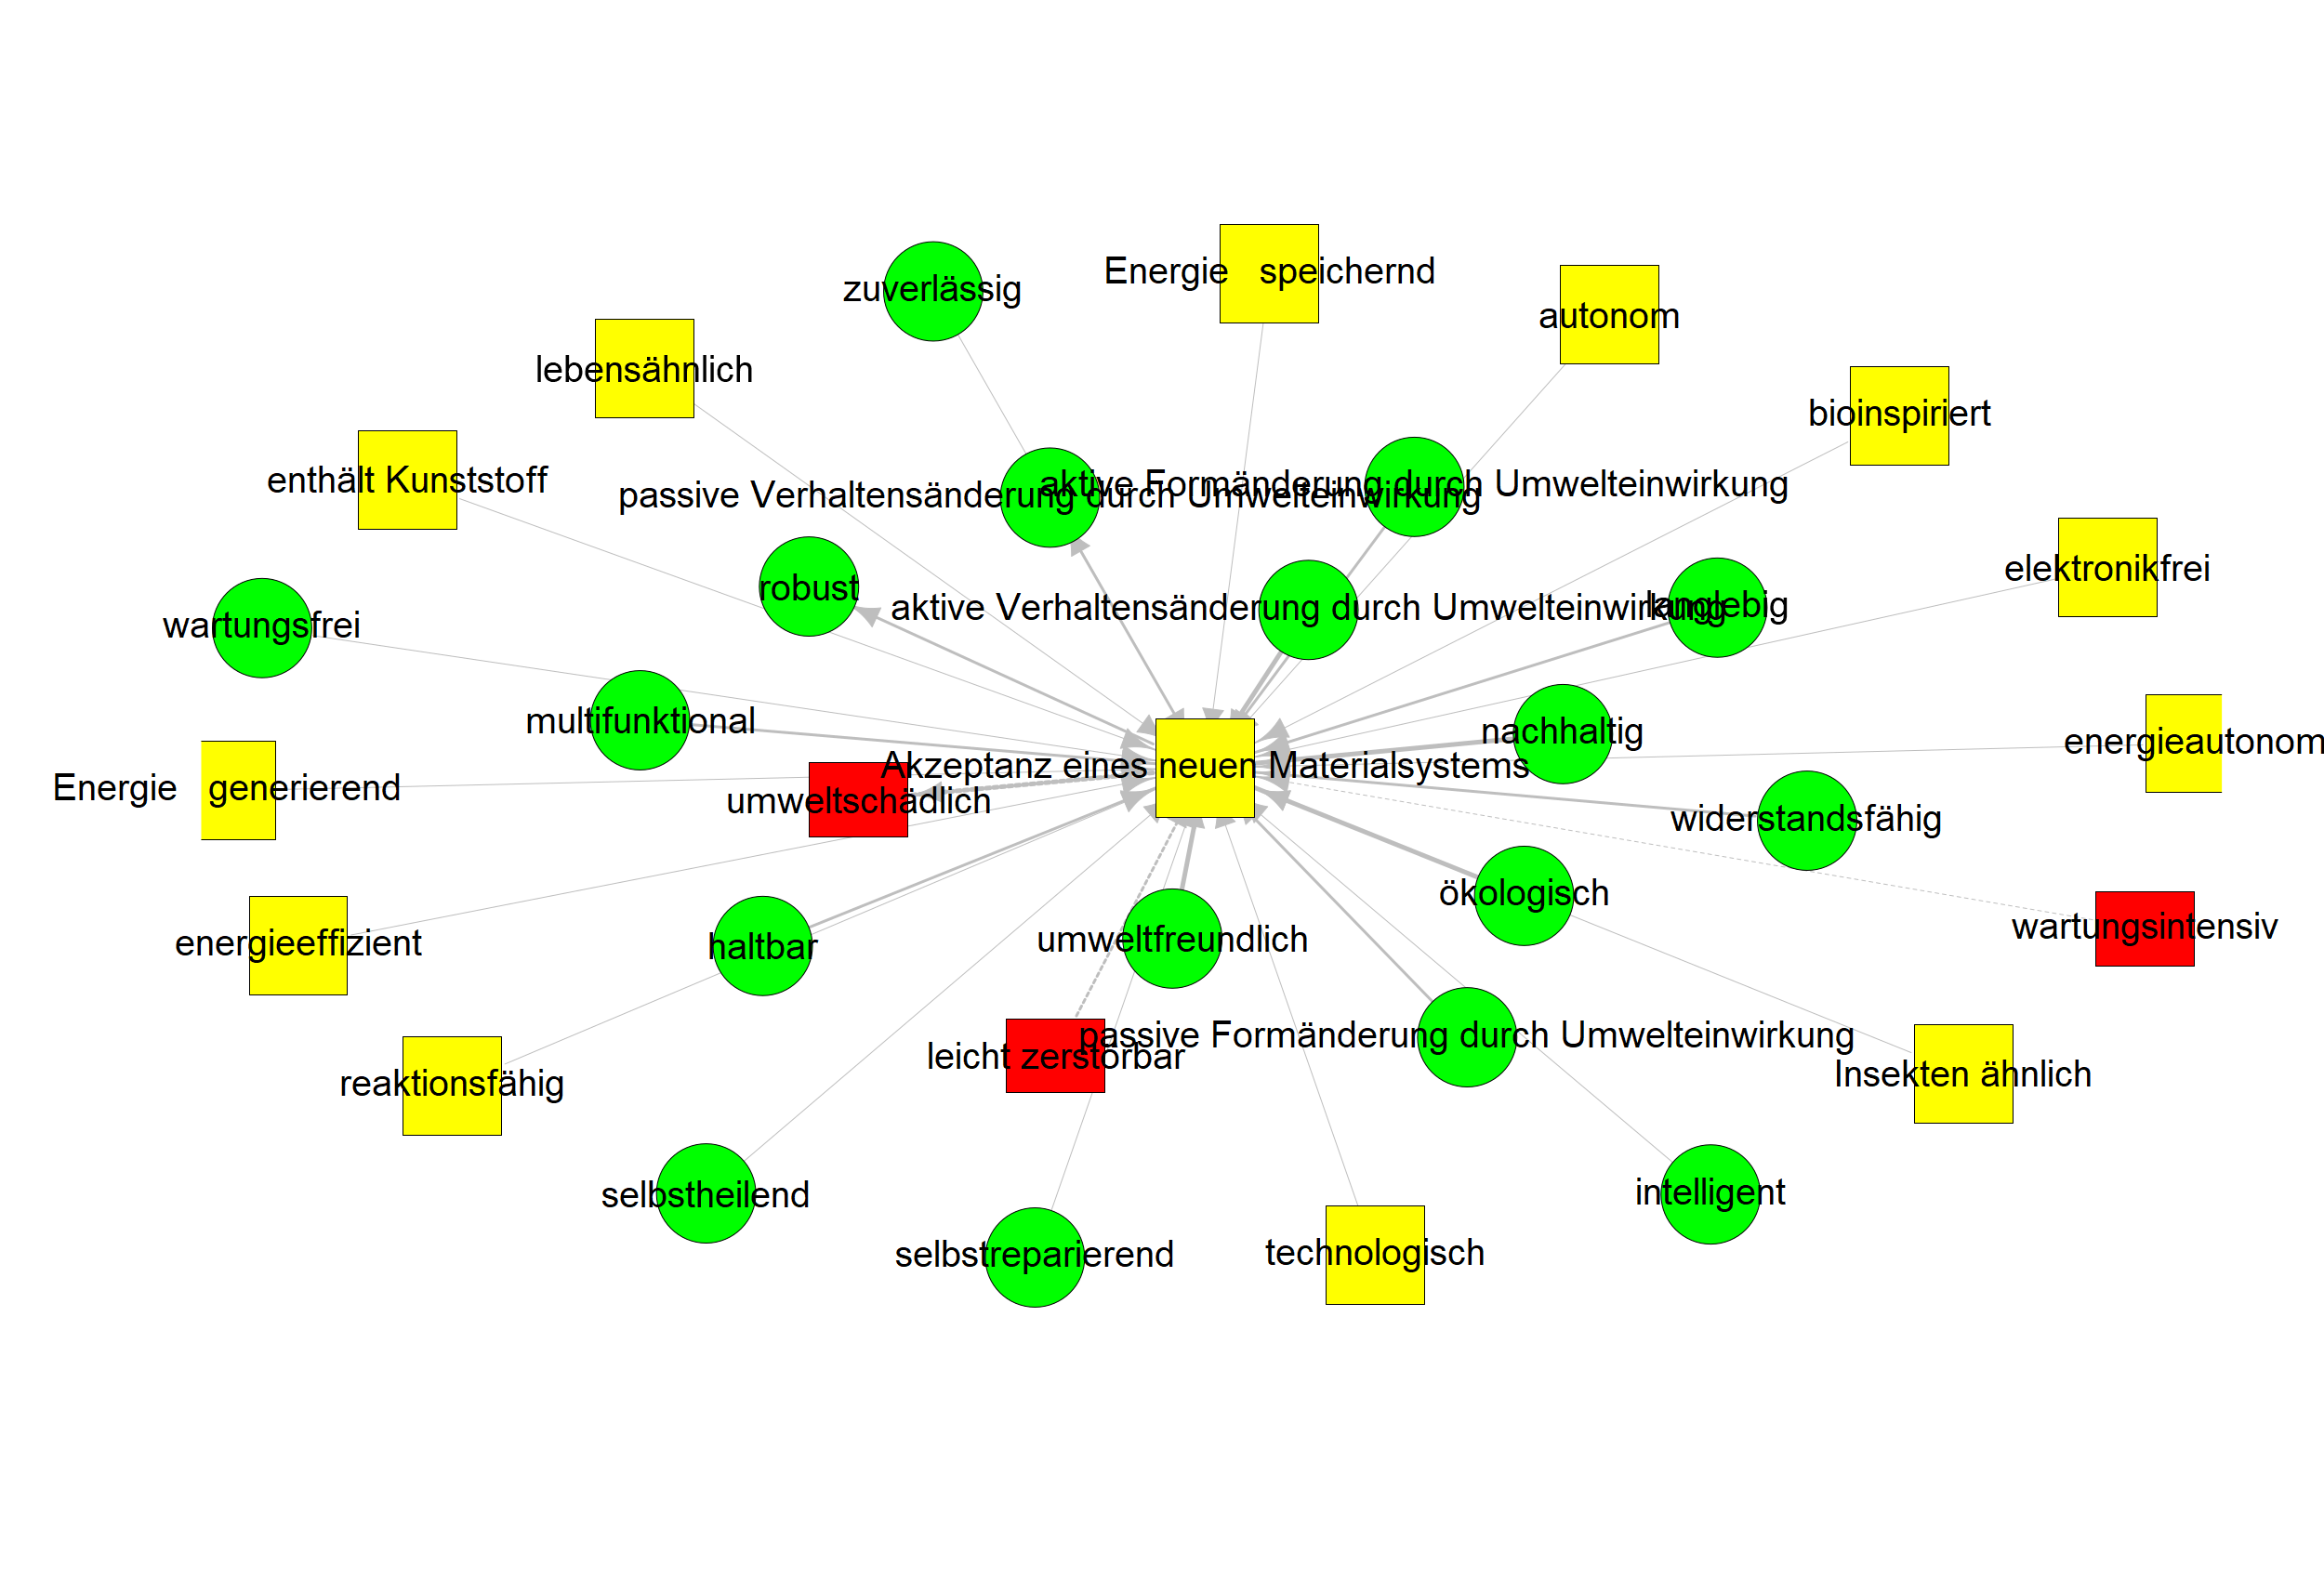 Energie   speichernd
zuverlässig
autonom
lebensähnlich
bioinspiriert
enthält Kunststoff
aktive Formänderung durch Umwelteinwirkung
passive Verhaltensänderung durch Umwelteinwirkung
elektronikfrei
robust
aktive Verhaltensänderung durch Umwelteinwirkung
langlebig
wartungsfrei
multifunktional
nachhaltig
energieautonom
Akzeptanz eines neuen Materialsystems
Energie   generierend
umweltschädlich
widerstandsfähig
ökologisch
wartungsintensiv
energieeffizient
haltbar
umweltfreundlich
passive Formänderung durch Umwelteinwirkung
leicht zerstörbar
Insekten ähnlich
reaktionsfähig
selbstheilend
intelligent
selbstreparierend
technologisch